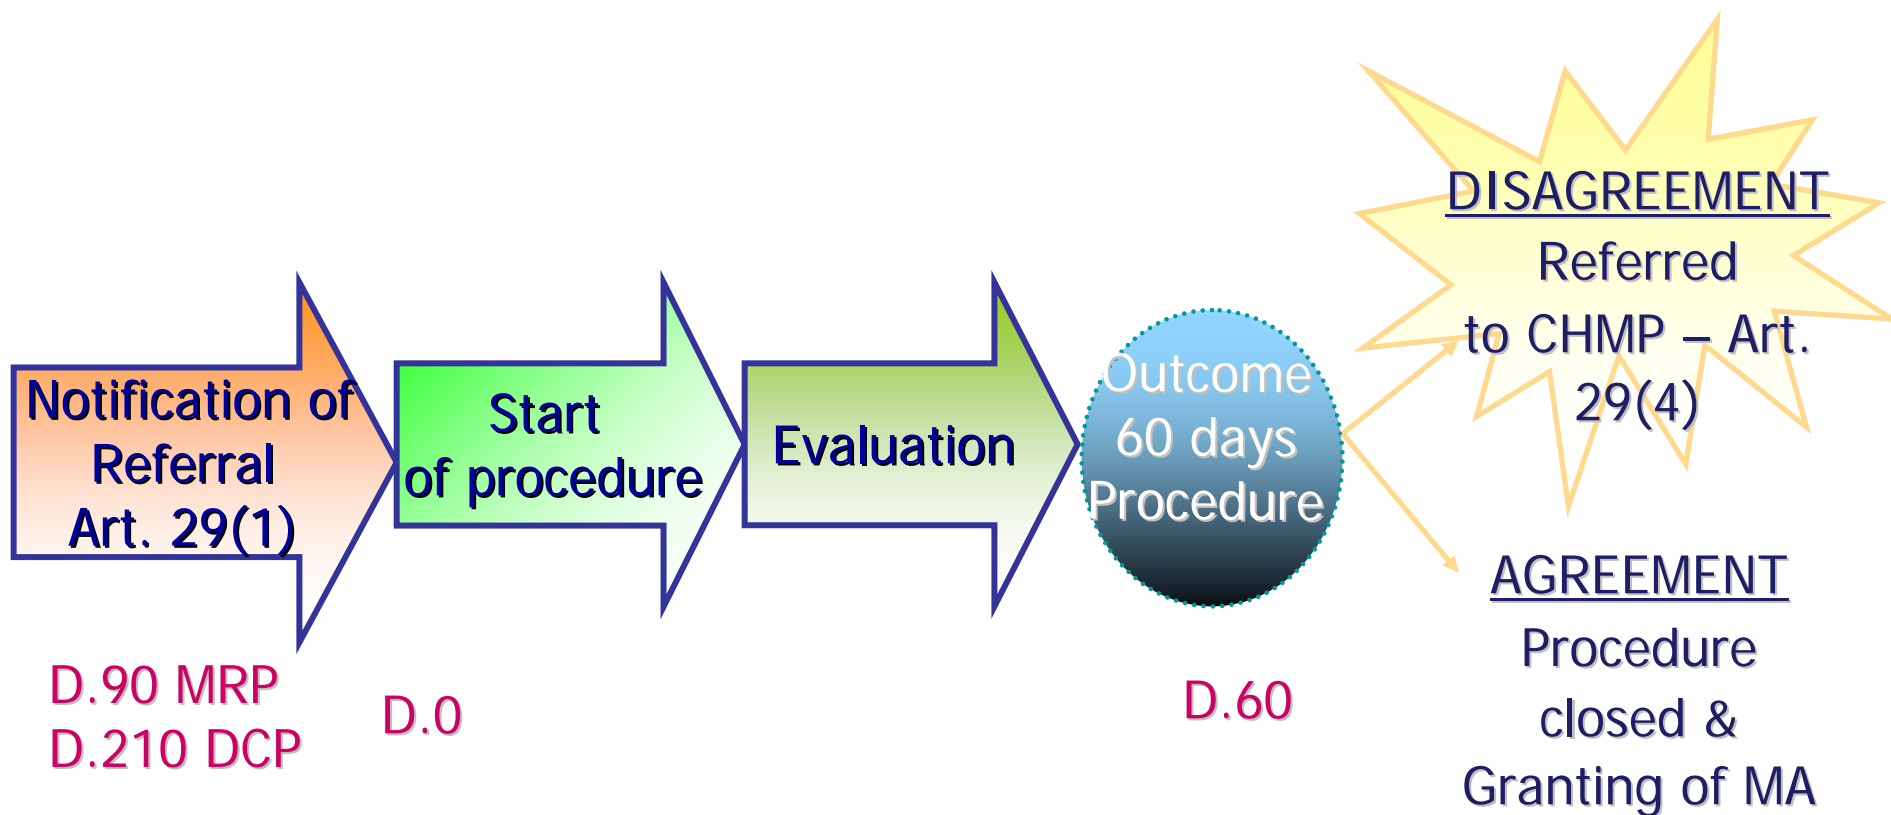 Notification of
Referral
Art. 29(1)
D.90 MRP
D.210 DCP
Start
of procedure
D.0
Evaluation
Outcome
60 days
Procedure
D.60
DISAGREEMENT
Referred
to CHMP – Art.
29(4)
AGREEMENT
Procedure
closed &
Granting of MA